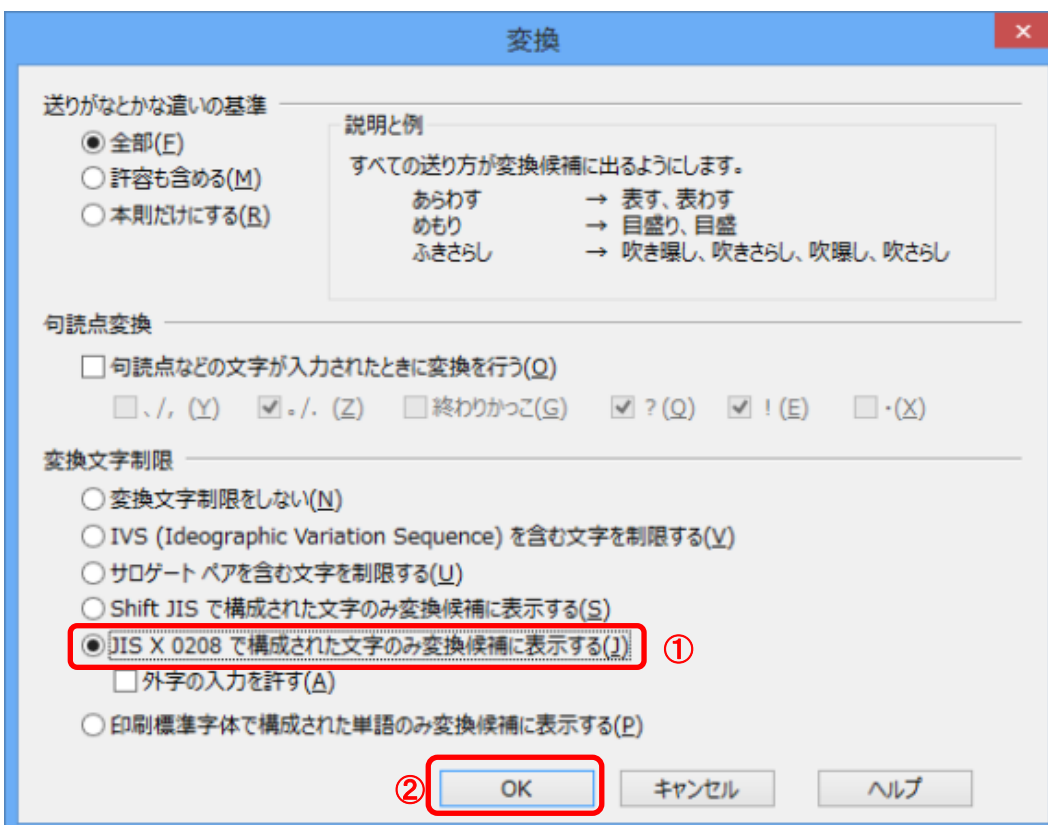 変換
送りがなとかな遣いの基準
全部(F)
許容も含める(M)
本則だけにする(R)
説明と例
すべての送り方が変換候補に出るようにします。
あらわす → 表す、表わす
めもり → 目盛り、目盛
ふきさらし → 吹き曝し、吹きさらし、吹曝し、吹さらし
句読点変換
句読点などの文字が入力されたときに変換を行う(O)
、/, (Y) 。/. (Z) 終わりかっこ(G) ? (Q) ! (E) ・(X)
変換文字制限
変換文字制限をしない(N)
IVS (Ideographic Variation Sequence) を含む文字を制限する(V)
サロゲート ペアを含む文字を制限する(U)
Shift JIS で構成された文字のみ変換候補に表示する(S)
JIS X 0208 で構成された文字のみ変換候補に表示する(J) ①
外字の入力を許す(A)
印刷標準字体で構成された単語のみ変換候補に表示する(P)
② OK キャンセル ヘルプ